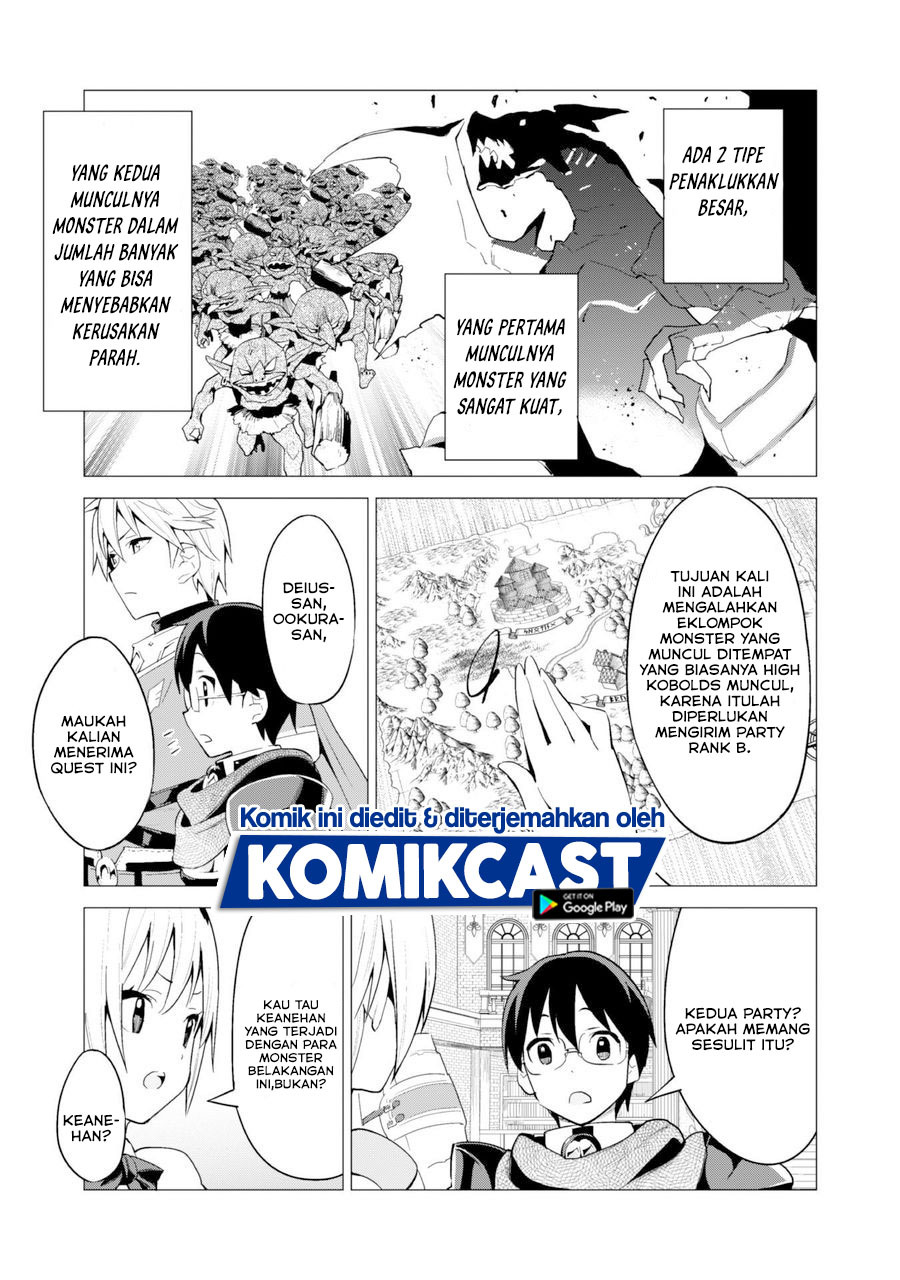 ADA 2 TIPE
PENAKLUKKAN
BESAR,
YANG PERTAMA
MUNCULNYA
MONSTER YANG
SANGAT KUAT,
YANG KEDUA
MUNCULNYA
MONSTER DALAM
JUMLAH BANYAK
YANG BISA
MENYEBABKAN
KERUSAKAN
PARAH.
TUJUAN KALI
INI ADALAH
MENGALAHKAN
EKLOMPOK
MONSTER YANG
MUNCUL DITEMPAT
YANG BIASANYA HIGH
KOBOLDS MUNCUL,
KARENA ITULAH
DIPERLUKAN
MENGIRIM PARTY
RANK B.
DEIUS-
SAN,
OOKURA-
SAN,
MAUKAH
KALIAN
MENERIMA
QUEST INI?
Komik ini diedit & diterjemahkan oleh
KOMIKCAST
GET IT ON
Google Play
KEDUA PARTY?
APAKAH MEMANG
SESULIT ITU?
KAU TAU
KEANEHAN
YANG TERJADI
DENGAN PARA
MONSTER
BELAKANGAN
INI,BUKAN?
KEANE-
HAN?